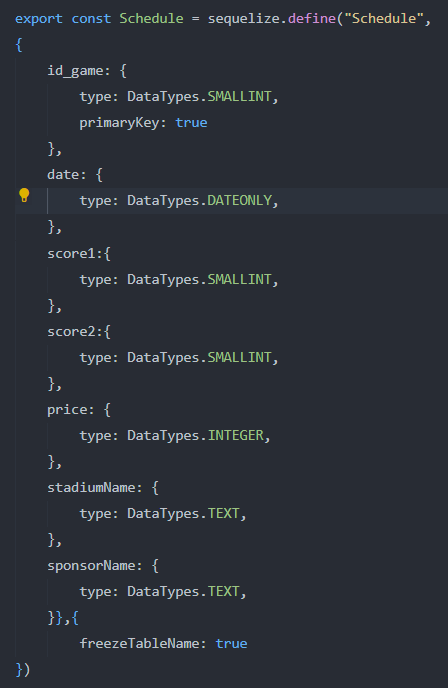 export const Schedule = sequelize.define("Schedule",
{
    id_game: {
        type: DataTypes.SMALLINT,
        primaryKey: true
    },
    date: {
        type: DataTypes.DATEONLY,
    },
    score1:{
        type: DataTypes.SMALLINT,
    },
    score2:{
        type: DataTypes.SMALLINT,
    },
    price: {
        type: DataTypes.INTEGER,
    },
    stadiumName: {
        type: DataTypes.TEXT,
    },
    sponsorName: {
        type: DataTypes.TEXT,
    }},{
        freezeTableName: true
})